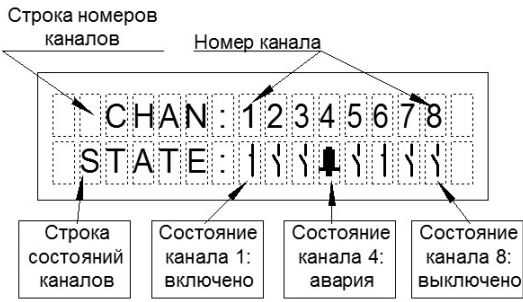 Строка номеров
каналов
Номер канала
CHAN:12345678
STATE:
Строка
состояний
каналов
Состояние
канала 1:
включено
Состояние
канала 4:
авария
Состояние
канала 8:
выключено